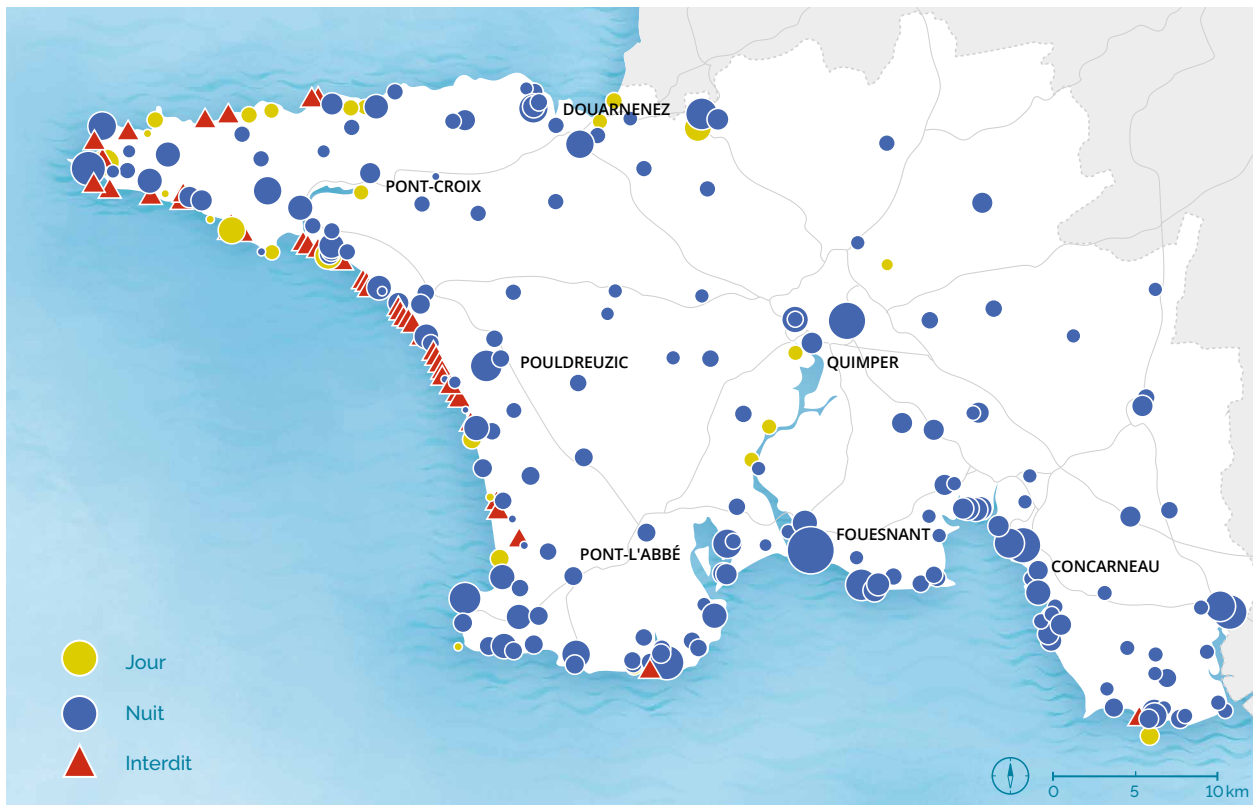 DOUARNENEZ
PONT-CROIX
POULDREUZIC
QUIMPER
FOUESNANT
PONT-L'ABBÉ
CONCARNEAU
Jour
Nuit
Interdit
0 5 10 km